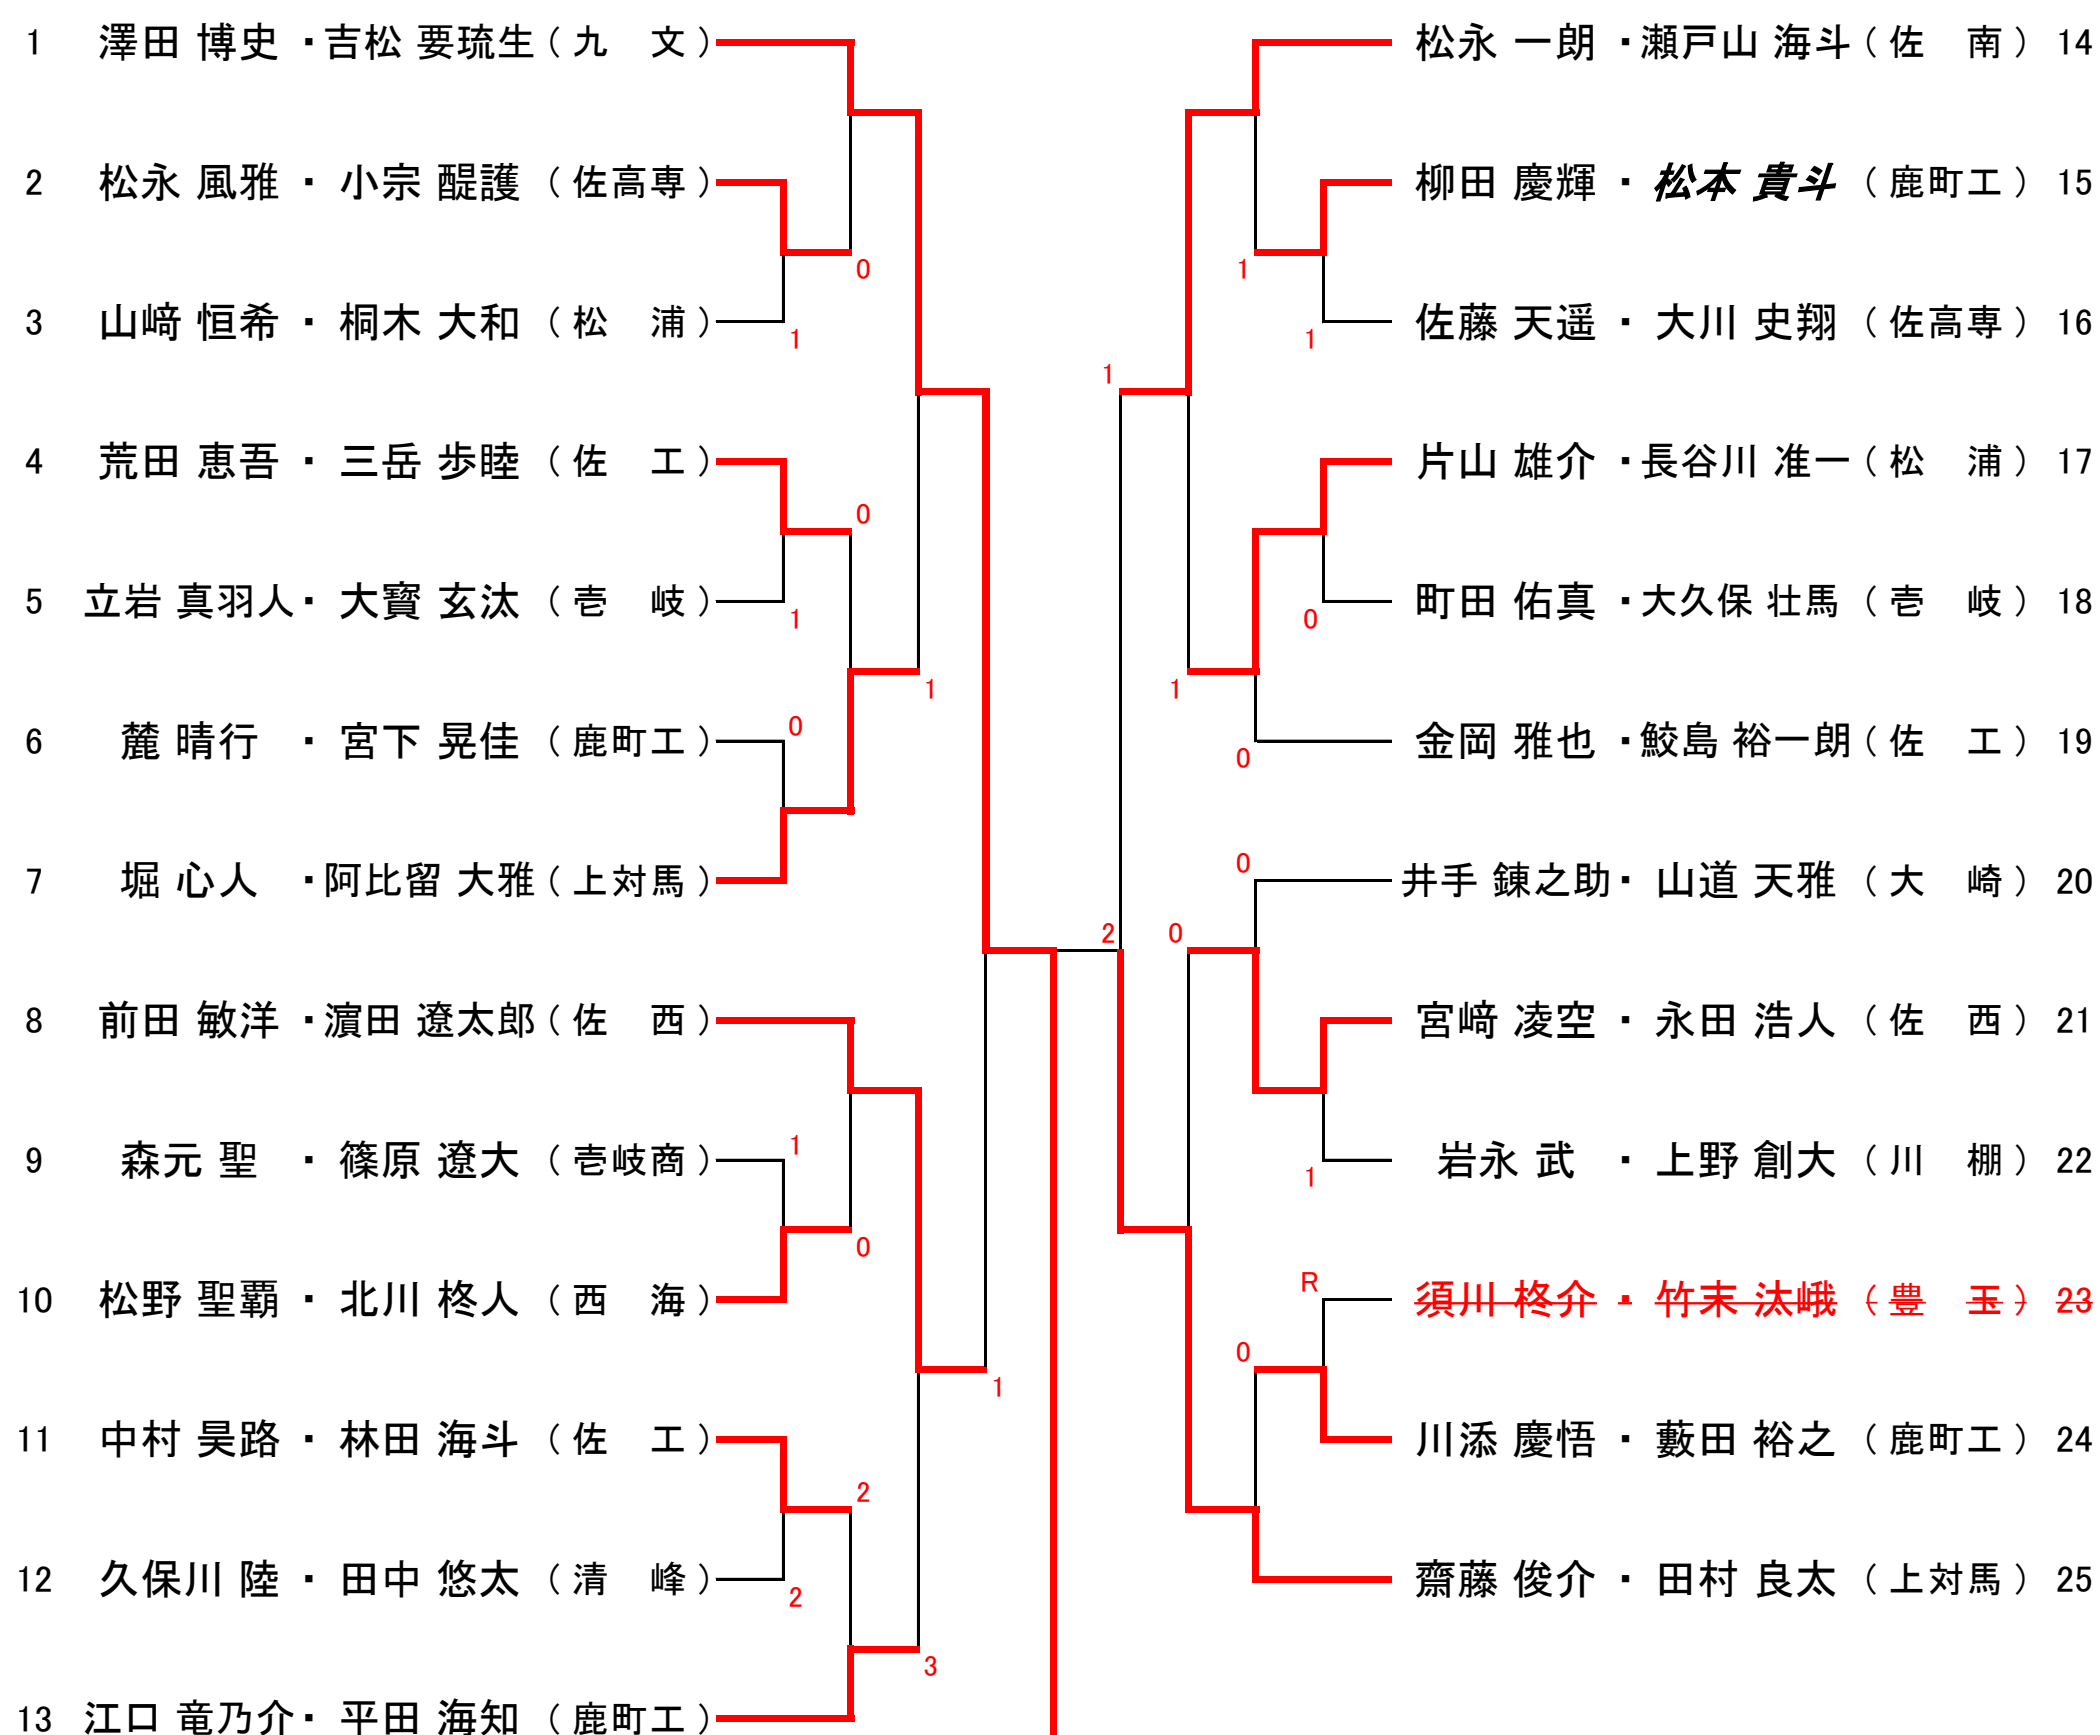 1 澤田 博史 ・吉松 要琉生（九　文）
2 松永 風雅 ・ 小宗 醍護 （佐高専）
0
3 山﨑 恒希 ・ 桐木 大和 （松　浦）
1
4 荒田 恵吾 ・ 三岳 歩睦 （佐　工）
0
5 立岩 真羽人・ 大寳 玄汰 （壱　岐）
1
1
6 麓 晴行 ・ 宮下 晃佳 （鹿町工）
0
7 堀 心人 ・阿比留 大雅（上対馬）
8 前田 敏洋 ・濵田 遼太郎（佐　西）
9 森元 聖 ・ 篠原 遼大 （壱岐商）
1
0
10 松野 聖覇 ・ 北川 柊人 （西　海）
1
11 中村 昊路 ・ 林田 海斗 （佐　工）
2
12 久保川 陸 ・ 田中 悠太 （清　峰）
2
3
13 江口 竜乃介・ 平田 海知 （鹿町工）
松永 一朗 ・瀬戸山 海斗（佐　南）14
柳田 慶輝 ・ 松本 貴斗 （鹿町工）15
1
佐藤 天遥 ・ 大川 史翔 （佐高専）16
1
1
片山 雄介 ・長谷川 准一（松　浦）17
町田 佑真 ・大久保 壮馬（壱　岐）18
0
1
金岡 雅也 ・鮫島 裕一朗（佐　工）19
0
0
井手 錬之助・ 山道 天雅 （大　崎）20
2
0
宮﨑 凌空 ・ 永田 浩人 （佐　西）21
岩永 武 ・ 上野 創大 （川　棚）22
1
R
須川 柊介 ・ 竹末 汰峨 （豊　玉）23
0
川添 慶悟 ・ 藪田 裕之 （鹿町工）24
齋藤 俊介 ・ 田村 良太 （上対馬）25